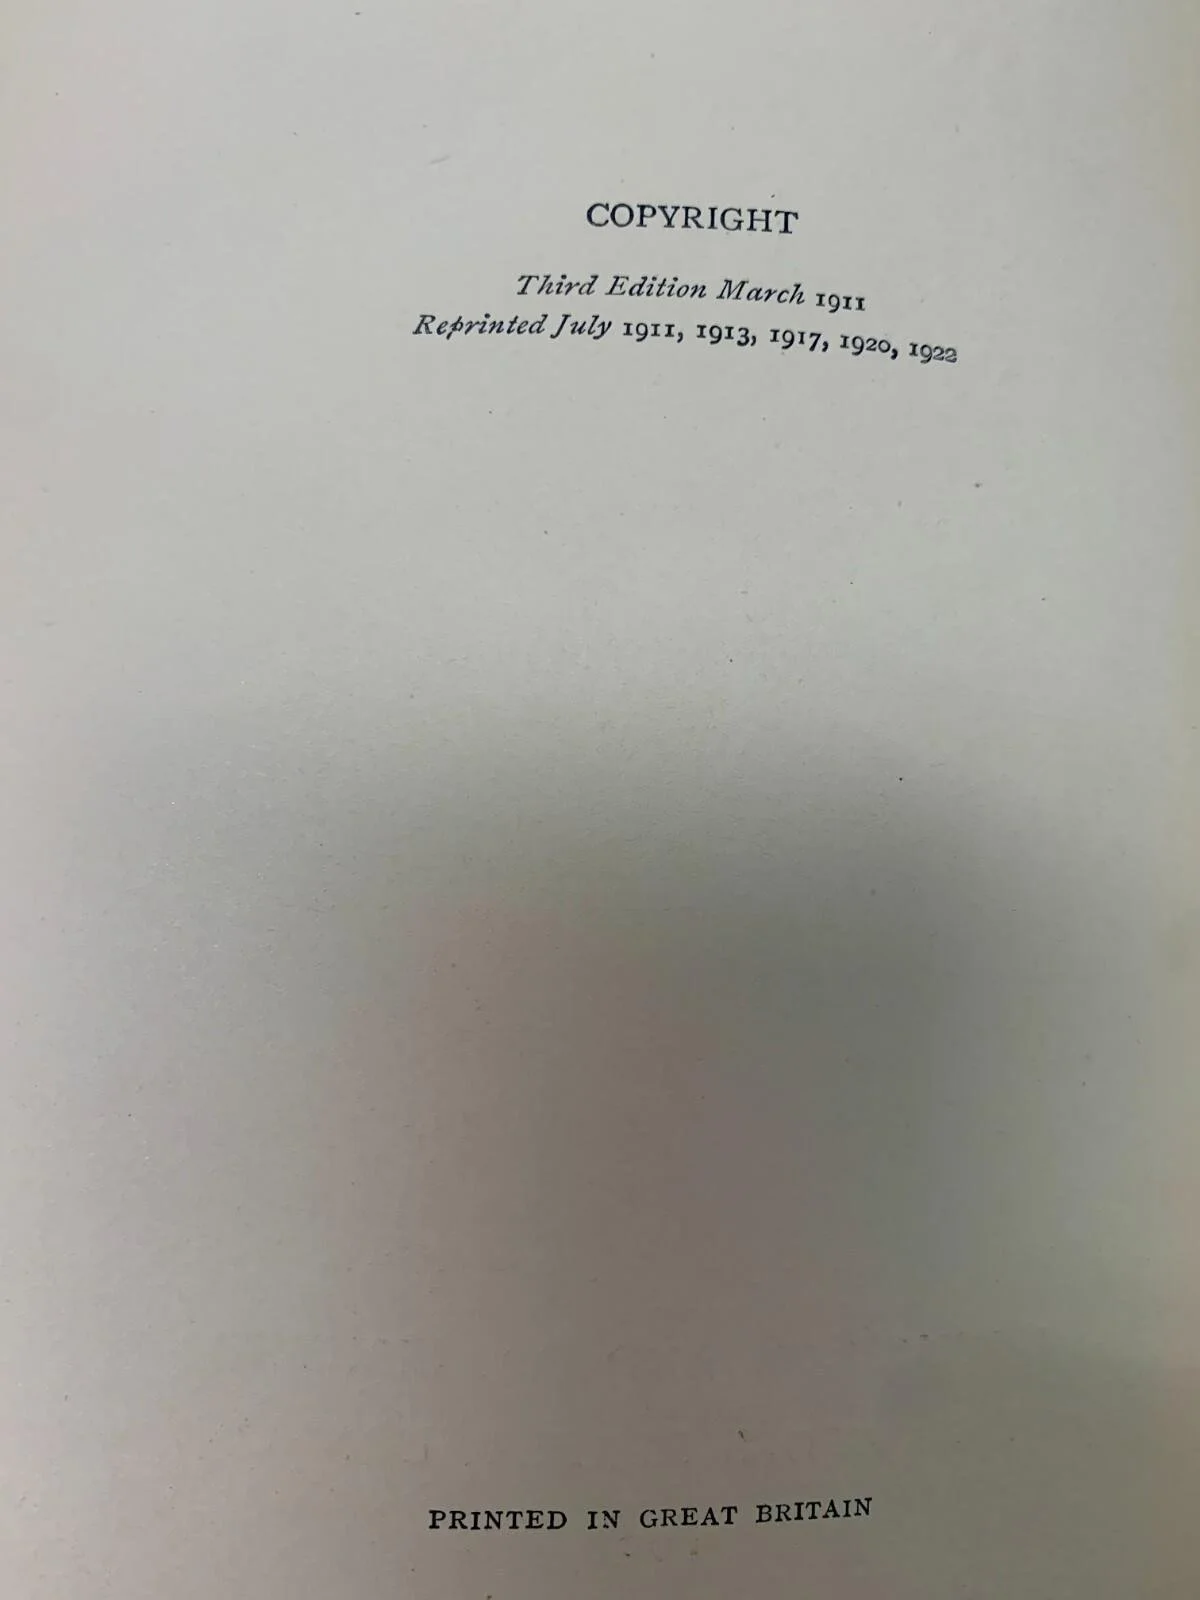 COPYRIGHT
Third Edition March 1911
Reprinted July 1911, 1913, 1917, 1920, 1922
PRINTED IN GREAT BRITAIN